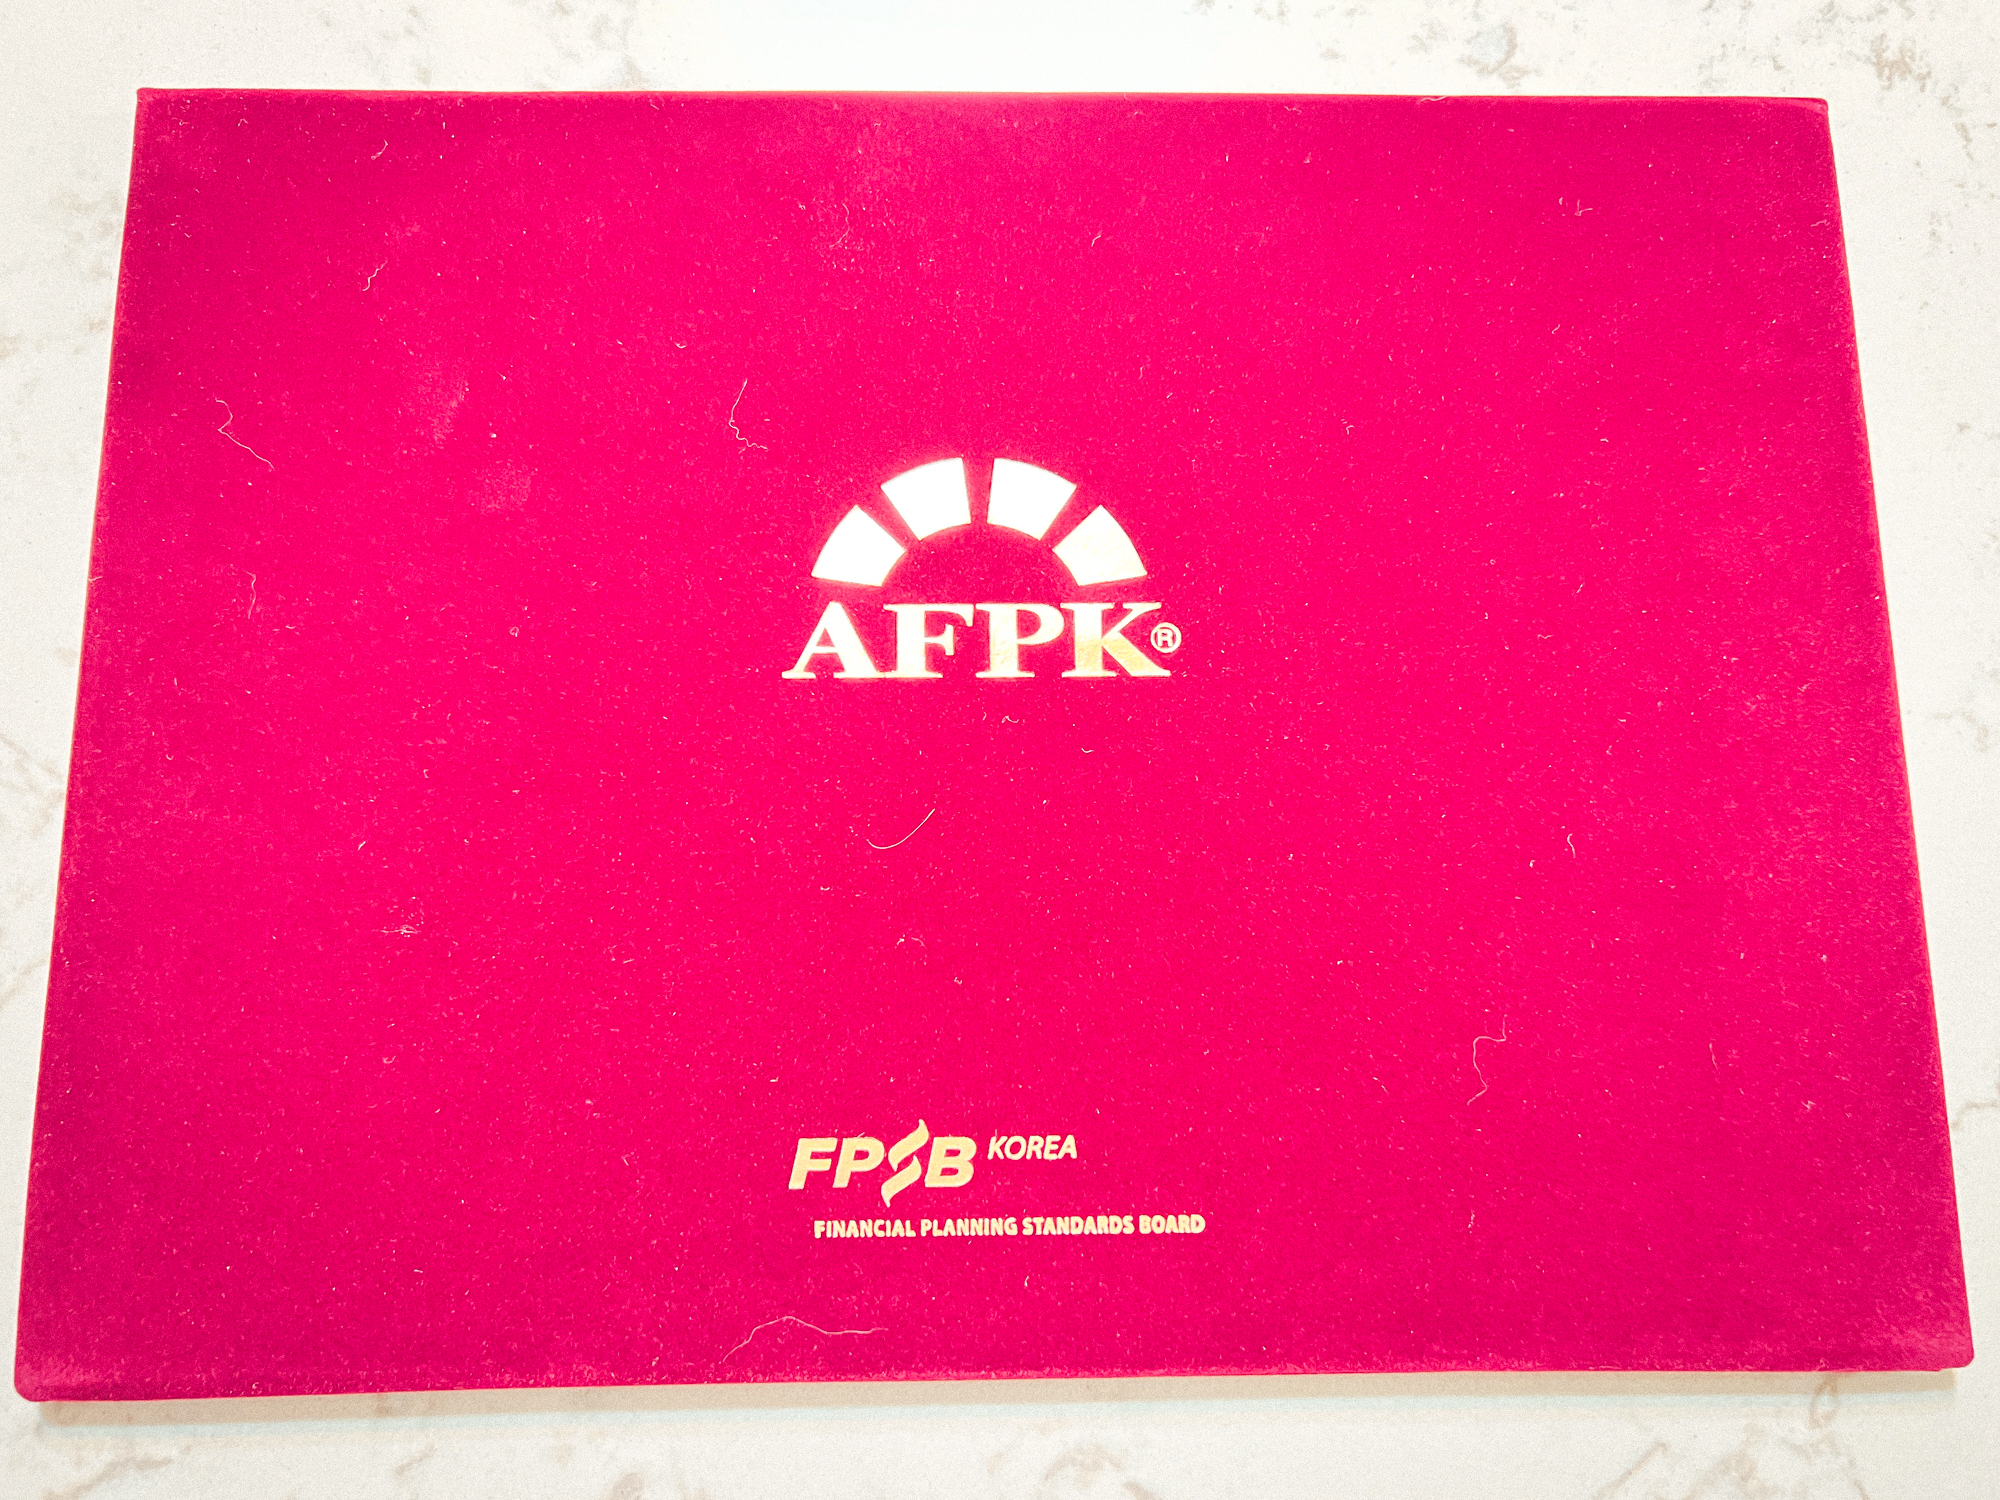 AFPK®
FPSB KOREA
FINANCIAL PLANNING STANDARDS BOARD